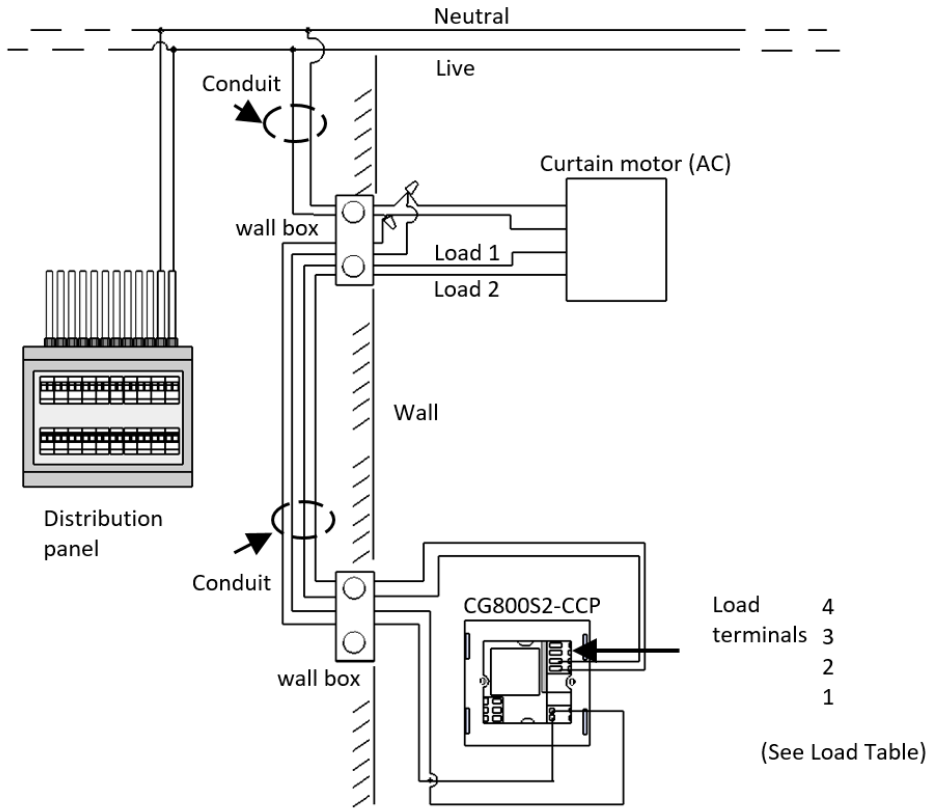 Neutral
Live
Conduit
Curtain motor (AC)
wall box
Load 1
Load 2
Wall
Distribution
panel
Conduit
CG800S2-CCP
Load
terminals
4
3
2
1
wall box
(See Load Table)